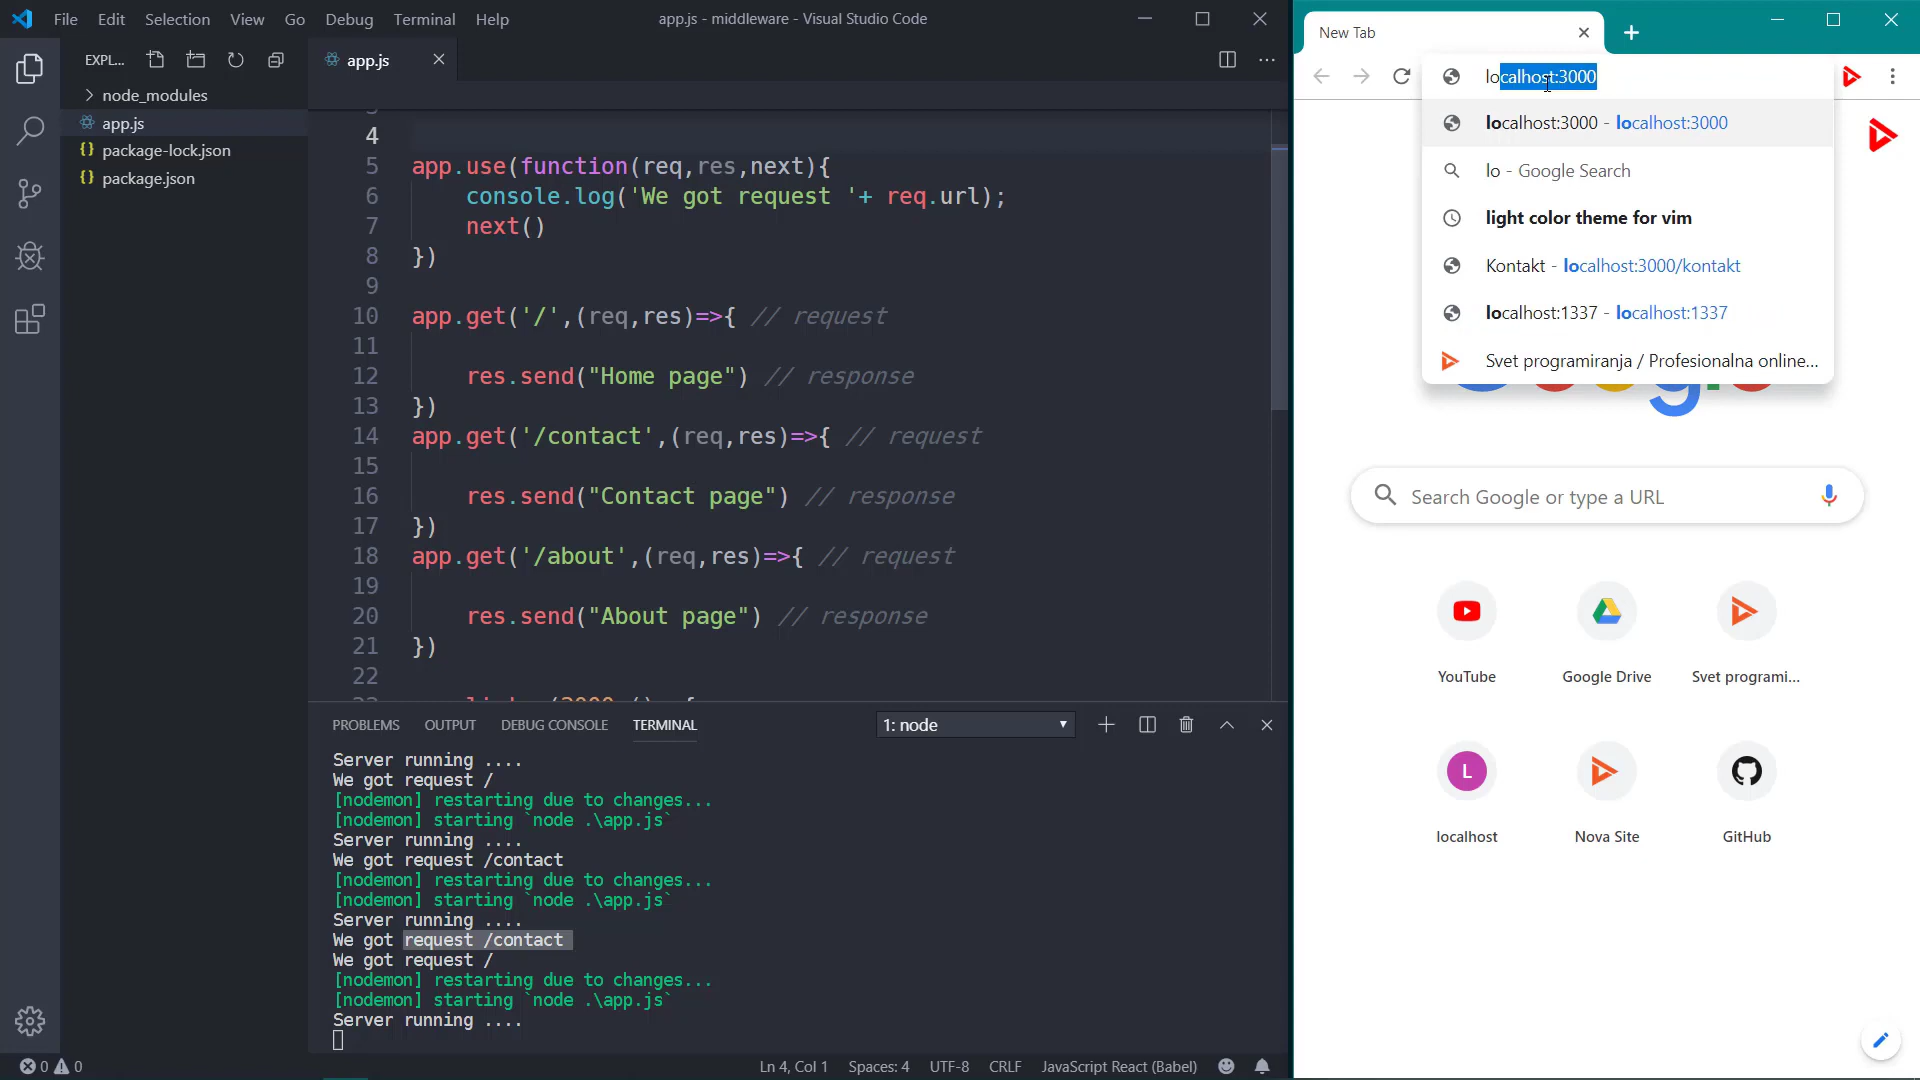 File Edit Selection View Go Debug Terminal Help
app.js - middleware - Visual Studio Code
EXPL...
node_modules
app.js
package-lock.json
package.json
app.js
4
5 app.use(function(req,res,next){
6 console.log('We got request '+ req.url);
7 next()
8 })
9
10 app.get('/',(req,res)=>{ // request
11
12 res.send("Home page") // response
13 })
14 app.get('/contact',(req,res)=>{ // request
15
16 res.send("Contact page") // response
17 })
18 app.get('/about',(req,res)=>{ // request
19
20 res.send("About page") // response
21 })
22
PROBLEMS OUTPUT DEBUG CONSOLE TERMINAL
1: node
Server running ....
We got request /
[nodemon] restarting due to changes...
[nodemon] starting `node .\app.js`
Server running ....
We got request /contact
[nodemon] restarting due to changes...
[nodemon] starting `node .\app.js`
Server running ....
We got request /contact
We got request /
[nodemon] restarting due to changes...
[nodemon] starting `node .\app.js`
Server running ....
0 0
Ln 4, Col 1 Spaces: 4 UTF-8 CRLF JavaScript React (Babel)
New Tab
localhost:3000
localhost:3000 - localhost:3000
lo - Google Search
light color theme for vim
Kontakt - localhost:3000/kontakt
localhost:1337 - localhost:1337
Svet programiranja / Profesionalna online...
Search Google or type a URL
YouTube Google Drive Svet programi...
L
localhost Nova Site GitHub